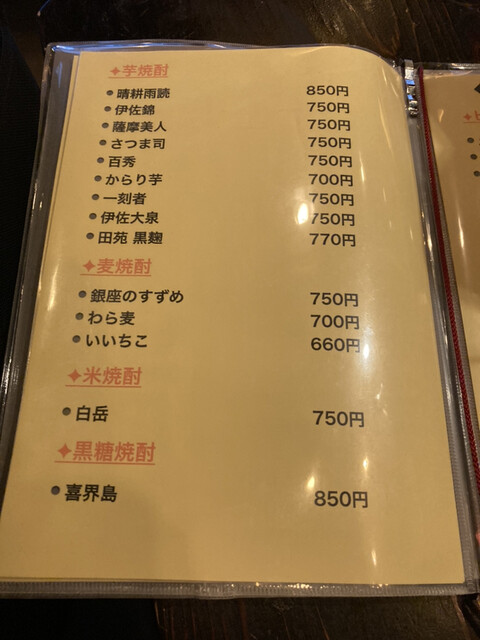 ✦芋焼酎
●晴耕雨読 850円
●伊佐錦 750円
●薩摩美人 750円
●さつま司 750円
●百秀 750円
●からり芋 700円
●一刻者 750円
●伊佐大泉 750円
●田苑 黒麹 770円
✦麦焼酎
●銀座のすずめ 750円
●わら麦 700円
●いいちこ 660円
✦米焼酎
●白岳 750円
✦黒糖焼酎
●喜界島 850円